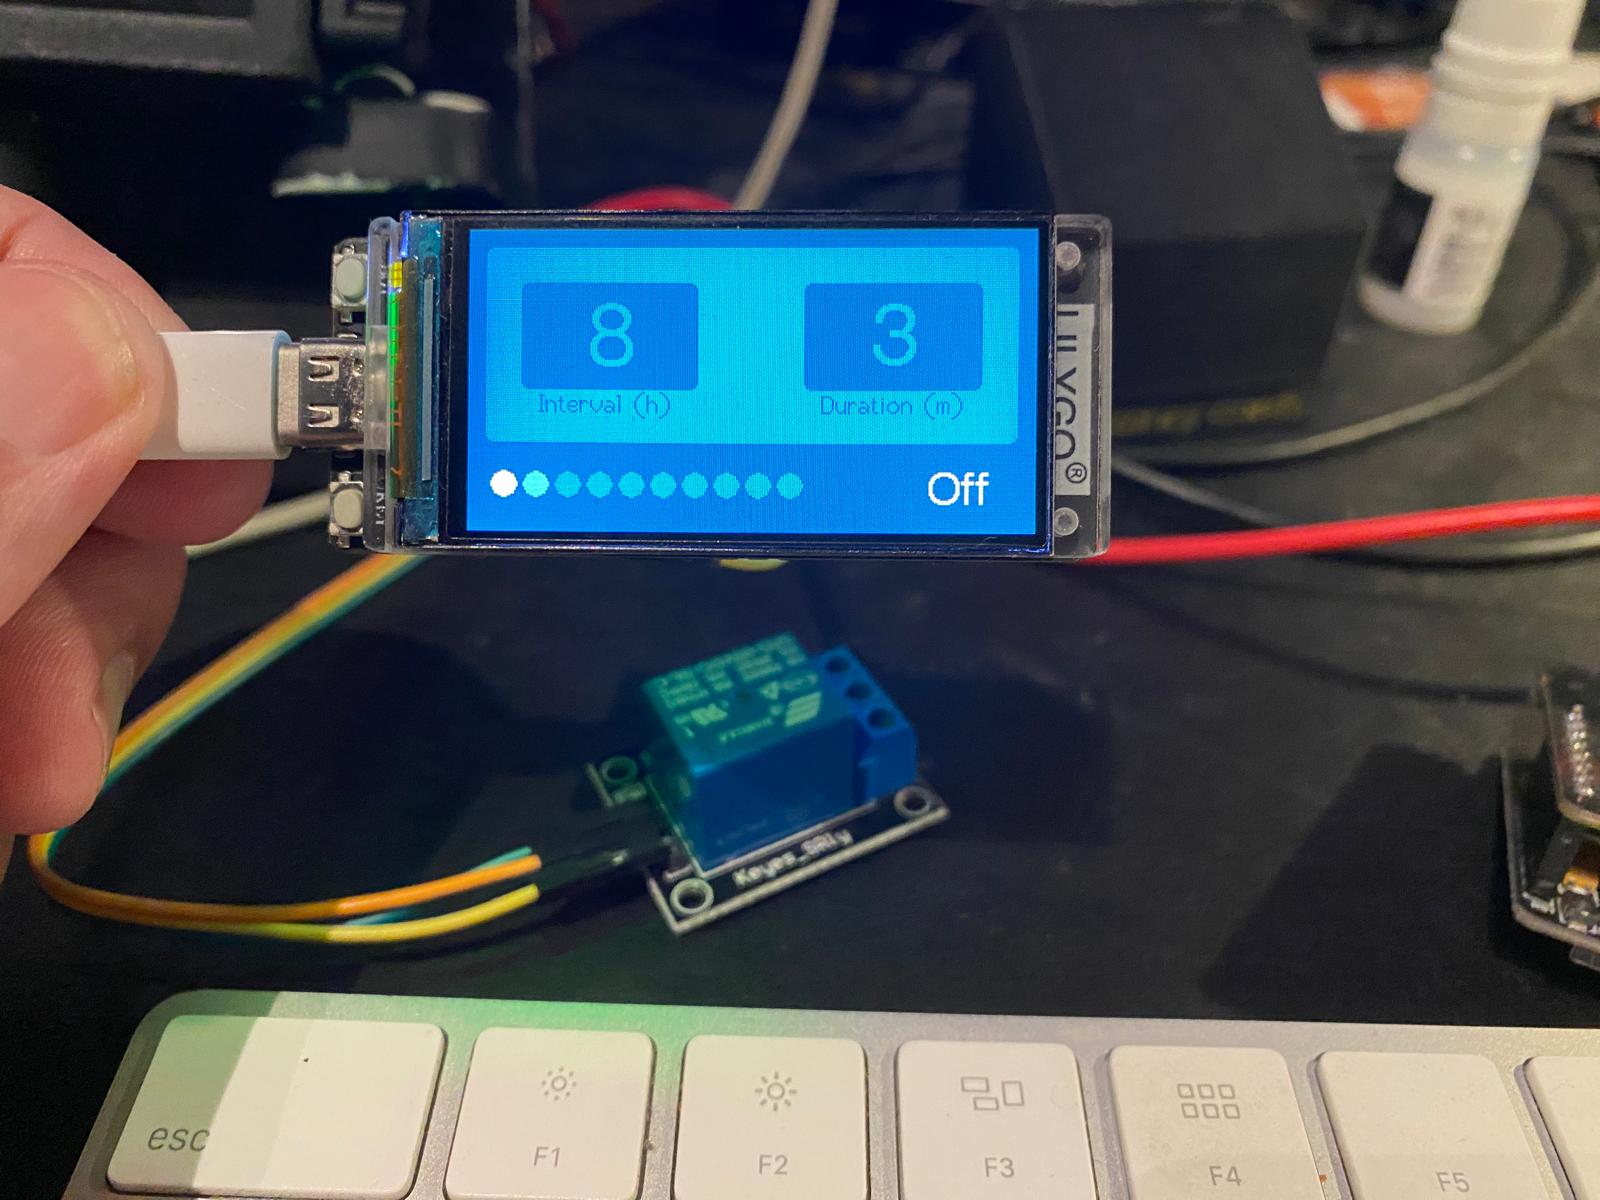 8
3
Interval (h)
Duration (m)
Off
LILYGO®
Keyes_SRly
esc
F1
F2
F3
F4
F5